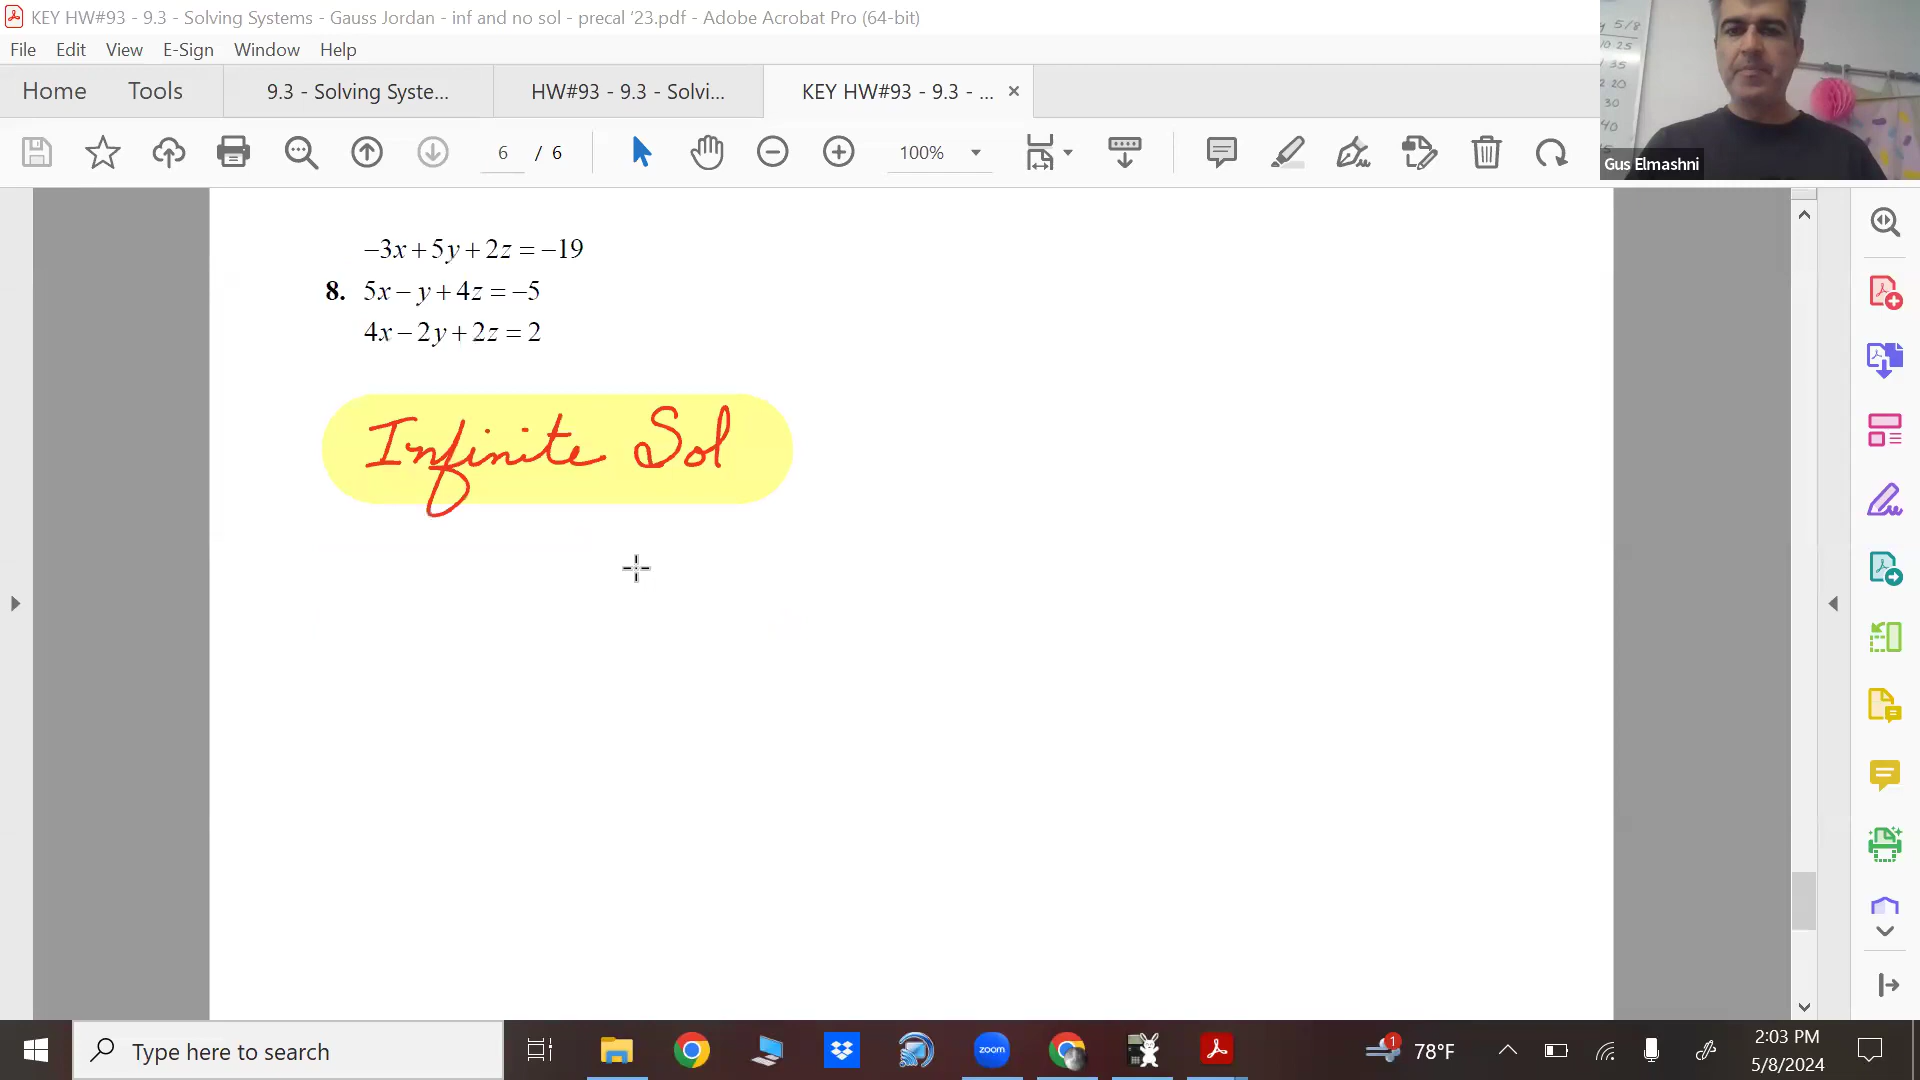 KEY HW#93 - 9.3 - Solving Systems - Gauss Jordan - inf and no sol - precal '23.pdf - Adobe Acrobat Pro (64-bit)
File Edit View E-Sign Window Help
Home Tools 9.3 - Solving Syste... HW#93 - 9.3 - Solvi... KEY HW#93 - 9.3 - ... ×
6 / 6 100%
Gus Elmashni
−3x+5y+2z=−19
8. 5x−y+4z=−5
4x−2y+2z=2
Infinite Sol
Type here to search
zoom
1 78°F
2:03 PM
5/8/2024